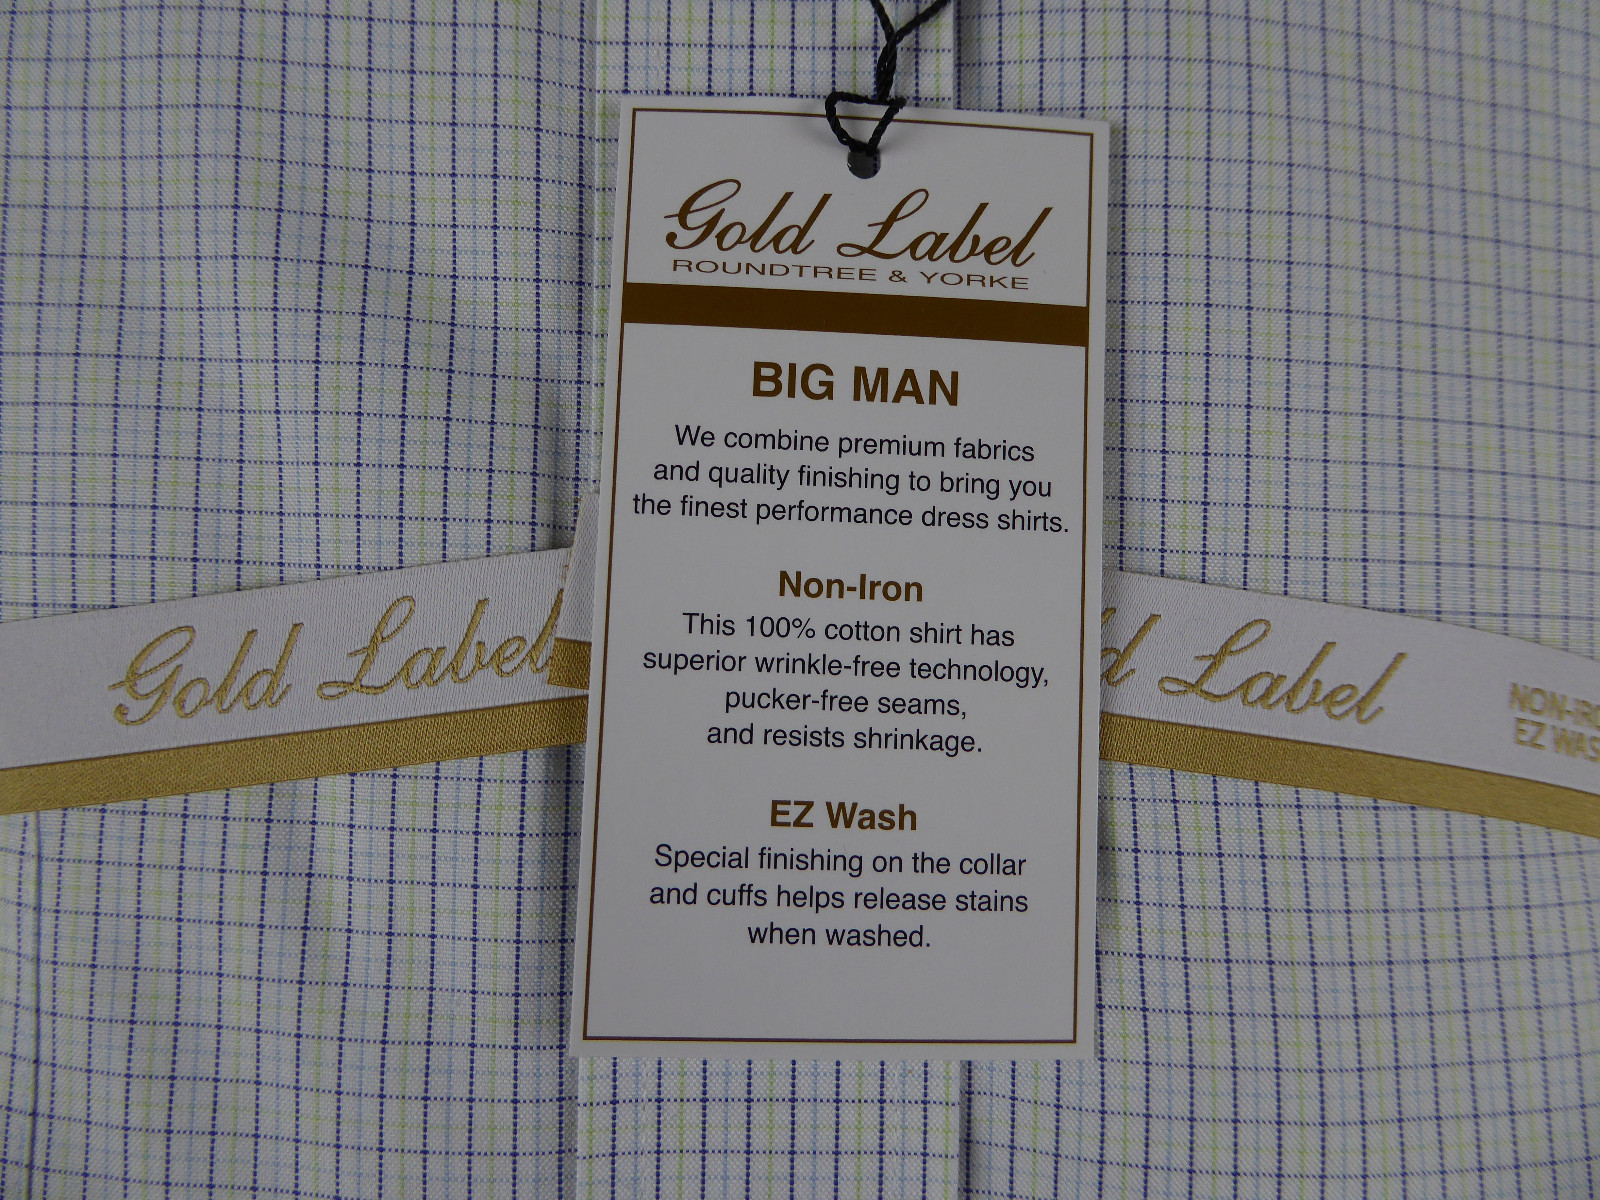 Gold Label
ROUNDTREE & YORKE
BIG MAN
We combine premium fabrics
and quality finishing to bring you
the finest performance dress shirts.
Non-Iron
This 100% cotton shirt has
superior wrinkle-free technology,
pucker-free seams,
and resists shrinkage.
EZ Wash
Special finishing on the collar
and cuffs helps release stains
when washed.
Gold Label
Label
EZ